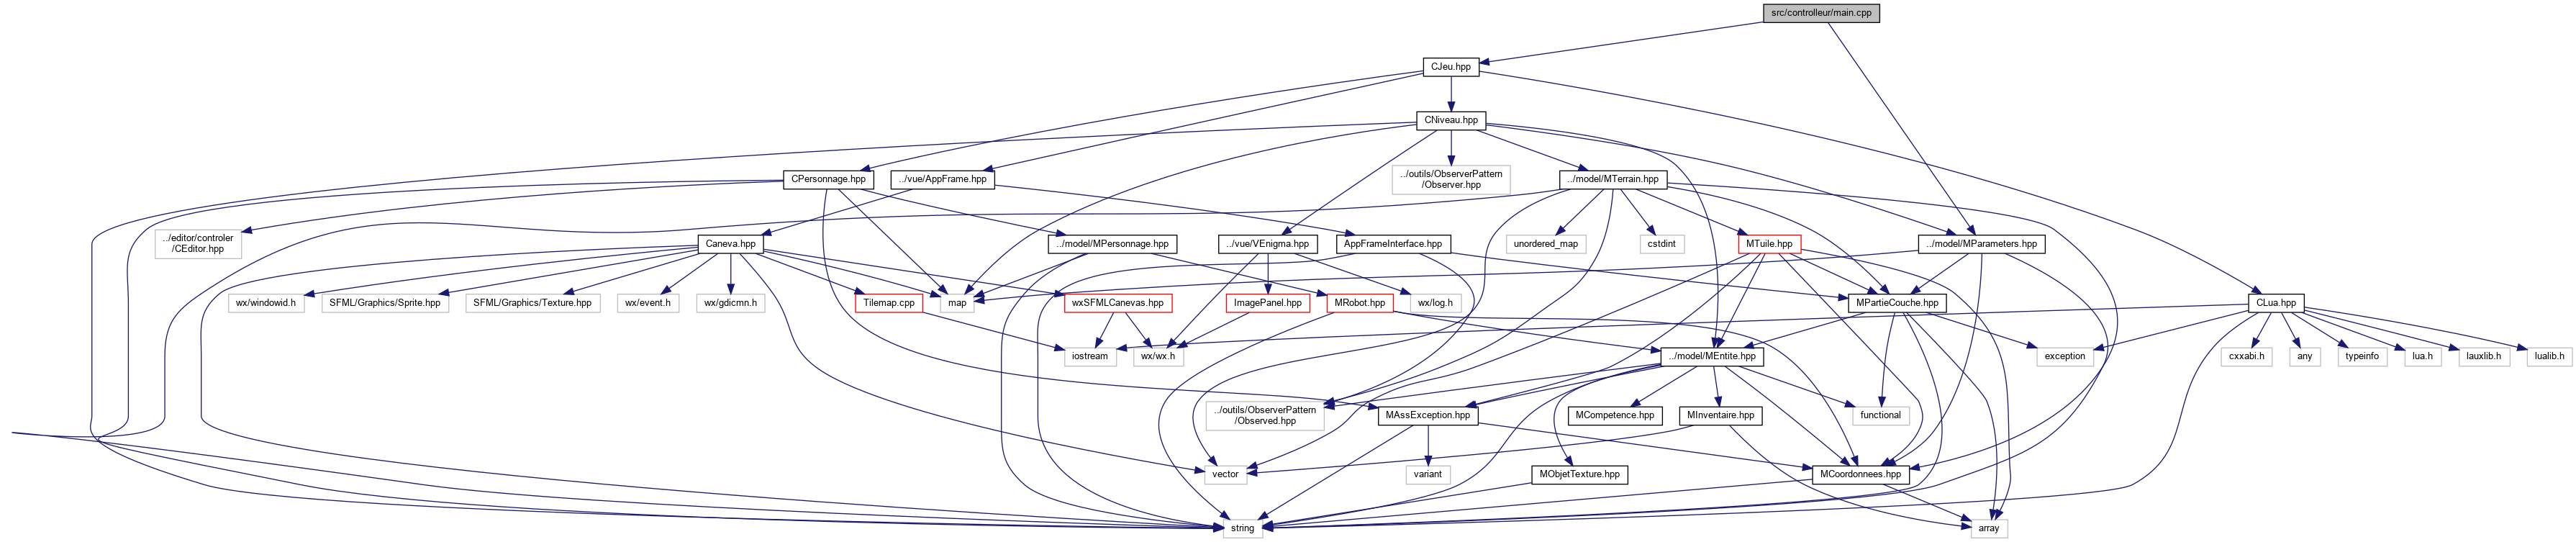 src/controlleur/main.cpp
CJeu.hpp
CNiveau.hpp
CPersonnage.hpp
../vue/AppFrame.hpp
../outils/ObserverPattern
/Observer.hpp
../model/MTerrain.hpp
../editor/controler
/CEditor.hpp
Caneva.hpp
../model/MPersonnage.hpp
../vue/VEnigma.hpp
AppFrameInterface.hpp
unordered_map
cstdint
MTuile.hpp
../model/MParameters.hpp
wx/windowid.h
SFML/Graphics/Sprite.hpp
SFML/Graphics/Texture.hpp
wx/event.h
wx/gdicmn.h
Tilemap.cpp
map
wxSFMLCanevas.hpp
ImagePanel.hpp
MRobot.hpp
wx/log.h
MPartieCouche.hpp
CLua.hpp
iostream
wx/wx.h
../model/MEntite.hpp
exception
cxxabi.h
any
typeinfo
lua.h
lauxlib.h
lualib.h
../outils/ObserverPattern
/Observed.hpp
MAssException.hpp
MCompetence.hpp
MInventaire.hpp
functional
vector
variant
MObjetTexture.hpp
MCoordonnees.hpp
string
array